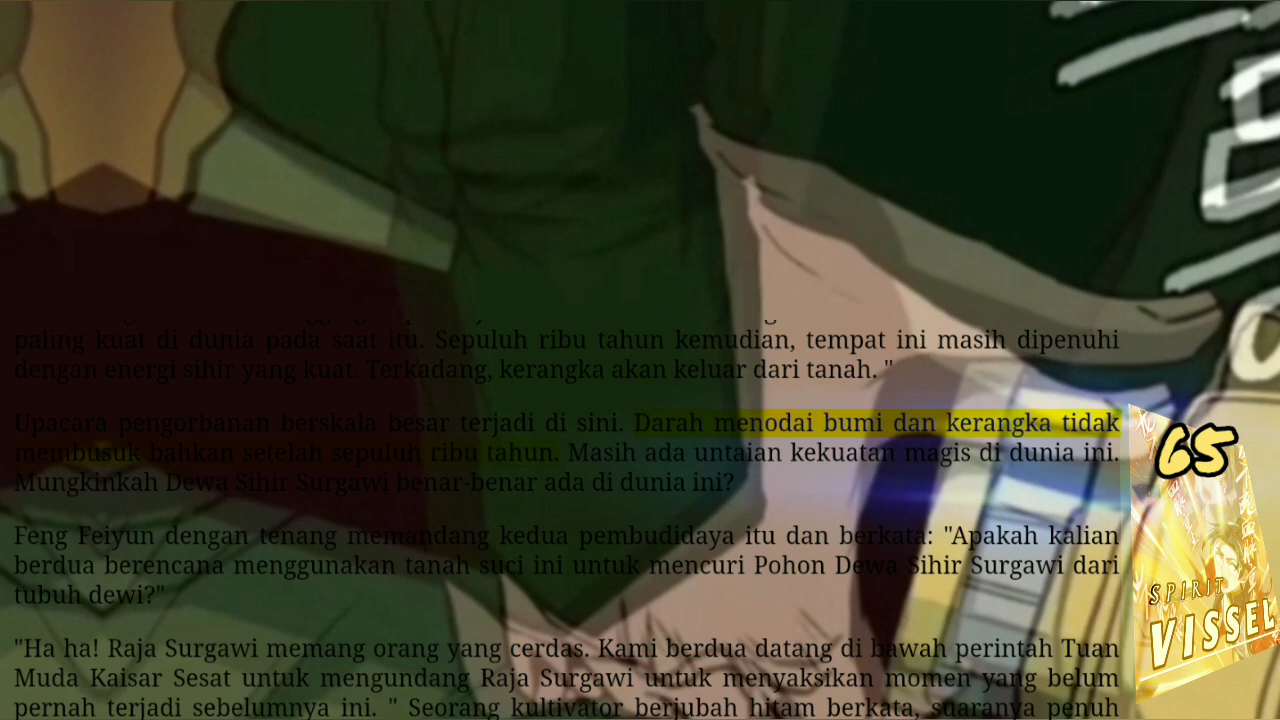 paling kuat di dunia pada saat itu. Sepuluh ribu tahun kemudian, tempat ini masih dipenuhi
dengan energi sihir yang kuat. Terkadang, kerangka akan keluar dari tanah. "
Upacara pengorbanan berskala besar terjadi di sini. Darah menodai bumi dan kerangka tidak
membusuk bahkan setelah sepuluh ribu tahun. Masih ada untaian kekuatan magis di dunia ini.
Mungkinkah Dewa Sihir Surgawi benar-benar ada di dunia ini?
Feng Feiyun dengan tenang memandang kedua pembudidaya itu dan berkata: "Apakah kalian
berdua berencana menggunakan tanah suci ini untuk mencuri Pohon Dewa Sihir Surgawi dari
tubuh dewi?"
"Ha ha! Raja Surgawi memang orang yang cerdas. Kami berdua datang di bawah perintah Tuan
Muda Kaisar Sesat untuk mengundang Raja Surgawi untuk menyaksikan momen yang belum
pernah terjadi sebelumnya ini. " Seorang kultivator berjubah hitam berkata, suaranya penuh
65
SPIRIT
VISSEL